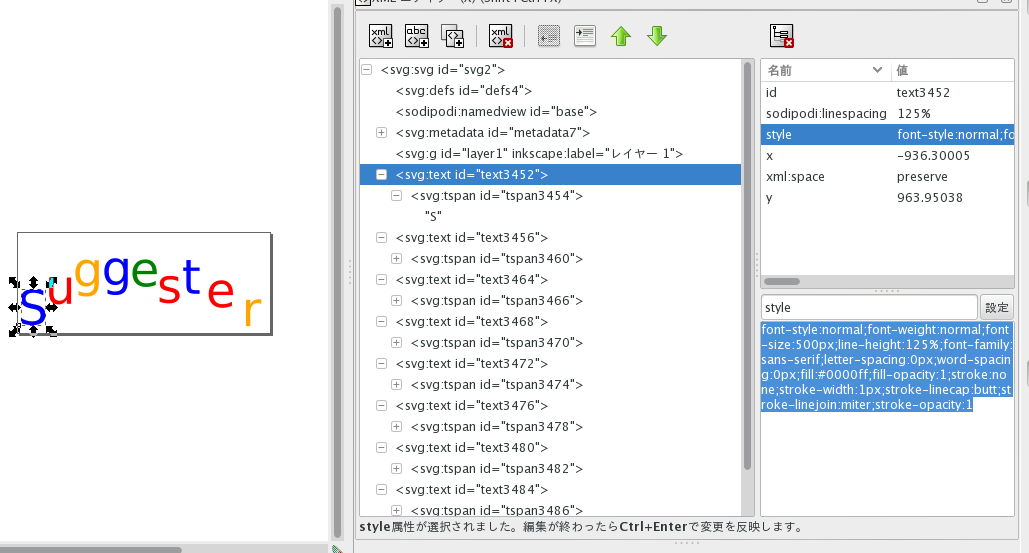 Suggester
<svg:svg id="svg2">
<svg:defs id="defs4">
<sodipodi:namedview id="base">
<svg:metadata id="metadata7">
<svg:g id="layer1" inkscape:label="レイヤー 1">
<svg:text id="text3452">
<svg:tspan id="tspan3454">
"S"
<svg:text id="text3456">
<svg:tspan id="tspan3460">
<svg:text id="text3464">
<svg:tspan id="tspan3466">
<svg:text id="text3468">
<svg:tspan id="tspan3470">
<svg:text id="text3472">
<svg:tspan id="tspan3474">
<svg:text id="text3476">
<svg:tspan id="tspan3478">
<svg:text id="text3480">
<svg:tspan id="tspan3482">
<svg:text id="text3484">
<svg:tspan id="tspan3486">
名前 値
id text3452
sodipodi:linespacing 125%
style font-style:normal;fo
x -936.30005
xml:space preserve
y 963.95038
style 設定
font-style:normal;font-weight:normal;font
-size:500px;line-height:125%;font-family:
sans-serif;letter-spacing:0px;word-spacin
g:0px;fill:#0000ff;fill-opacity:1;stroke:no
ne;stroke-width:1px;stroke-linecap:butt;st
roke-linejoin:miter;stroke-opacity:1
style属性が選択されました。編集が終わったらCtrl+Enterで変更を反映します。